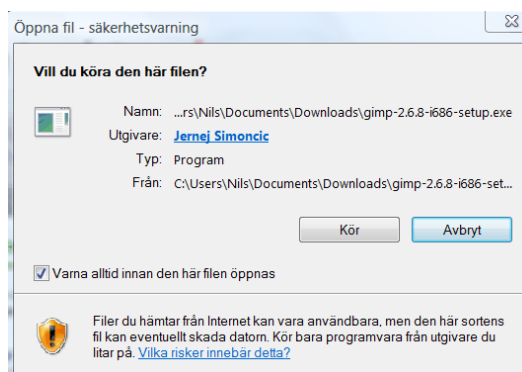 Öppna fil - säkerhetsvarning
Vill du köra den här filen?
Namn: ...rs\Nils\Documents\Downloads\gimp-2.6.8-i686-setup.exe
Utgivare: Jernej Simoncic
Typ: Program
Från: C:\Users\Nils\Documents\Downloads\gimp-2.6.8-i686-set...
Kör Avbryt
Varna alltid innan den här filen öppnas
Filer du hämtar från Internet kan vara användbara, men den här sortens
fil kan eventuellt skada datorn. Kör bara programvara från utgivare du
litar på. Vilka risker innebär detta?